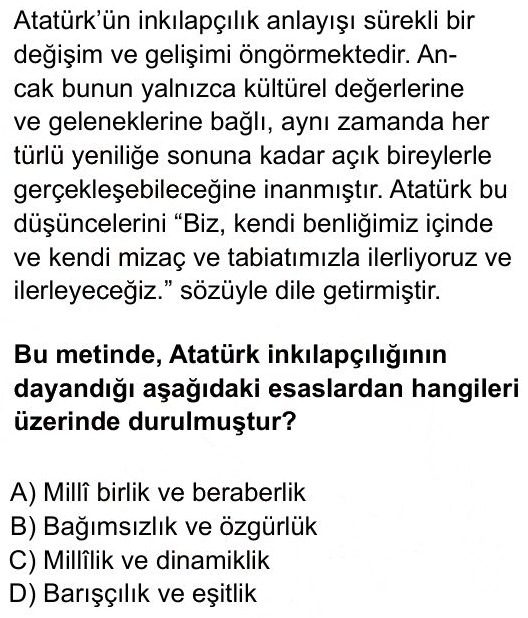 Atatürk’ün inkılapçılık anlayışı sürekli bir
değişim ve gelişimi öngörmektedir. An-
cak bunun yalnızca kültürel değerlerine
ve geleneklerine bağlı, aynı zamanda her
türlü yeniliğe sonuna kadar açık bireylerle
gerçekleşebileceğine inanmıştır. Atatürk bu
düşüncelerini “Biz, kendi benliğimiz içinde
ve kendi mizaç ve tabiatımızla ilerliyoruz ve
ilerleyeceğiz.” sözüyle dile getirmiştir.
Bu metinde, Atatürk inkılapçılığının
dayandığı aşağıdaki esaslardan hangileri
üzerinde durulmuştur?
A) Millî birlik ve beraberlik
B) Bağımsızlık ve özgürlük
C) Millîlik ve dinamiklik
D) Barışçılık ve eşitlik